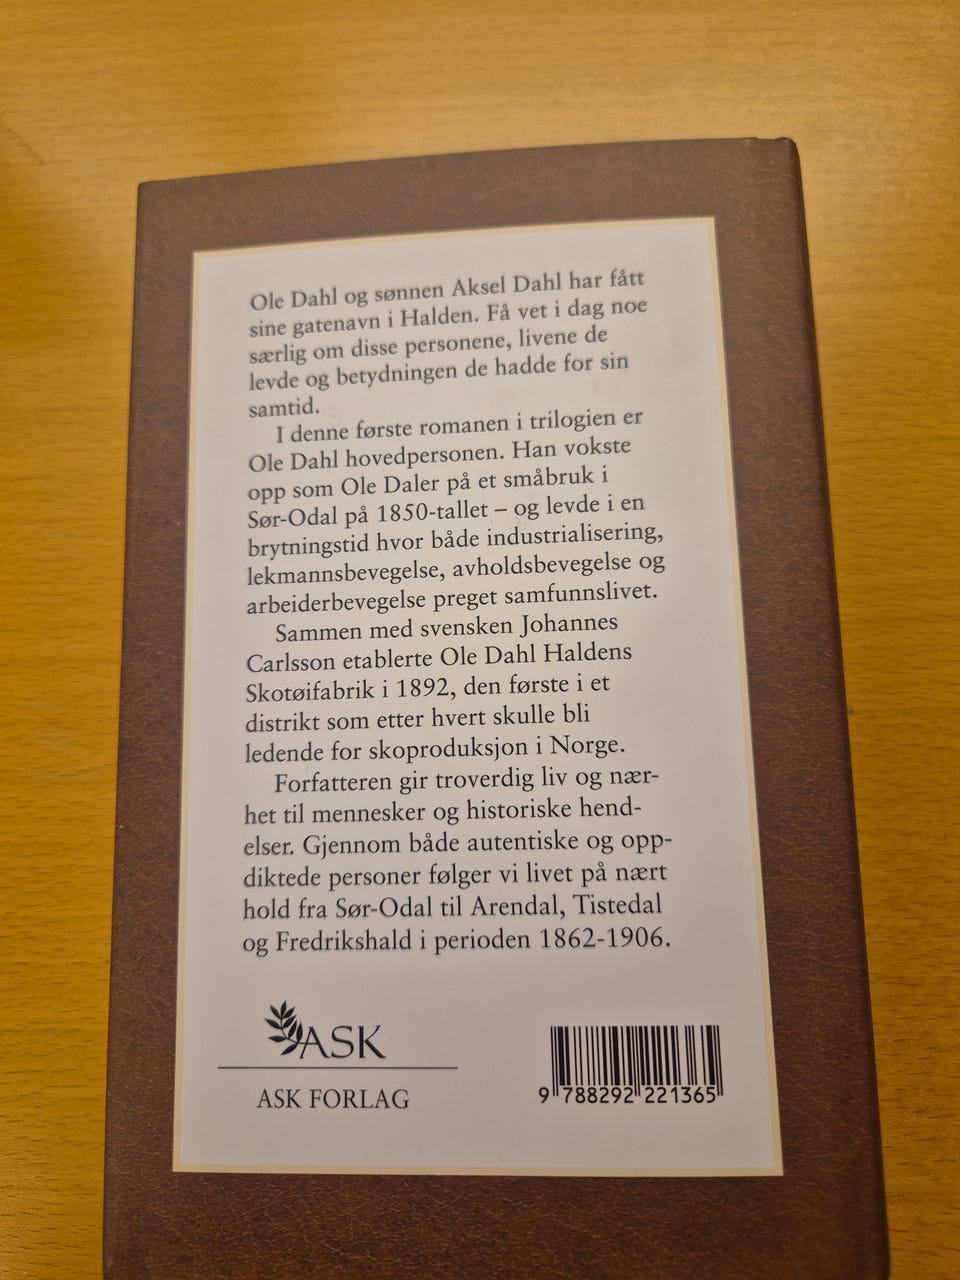 Ole Dahl og sønnen Aksel Dahl har fått
sine gatenavn i Halden. Få vet i dag noe
særlig om disse personene, livene de
levde og betydningen de hadde for sin
samtid.
I denne første romanen i trilogien er
Ole Dahl hovedpersonen. Han vokste
opp som Ole Daler på et småbruk i
Sør-Odal på 1850-tallet – og levde i en
brytningstid hvor både industrialisering,
lekmannsbevegelse, avholdsbevegelse og
arbeiderbevegelse preget samfunnslivet.
Sammen med svensken Johannes
Carlsson etablerte Ole Dahl Haldens
Skotøifabrik i 1892, den første i et
distrikt som etter hvert skulle bli
ledende for skoproduksjon i Norge.
Forfatteren gir troverdig liv og nær-
het til mennesker og historiske hend-
elser. Gjennom både autentiske og opp-
diktede personer følger vi livet på nært
hold fra Sør-Odal til Arendal, Tistedal
og Fredrikshald i perioden 1862-1906.
ASK
ASK FORLAG
9 788292 221365